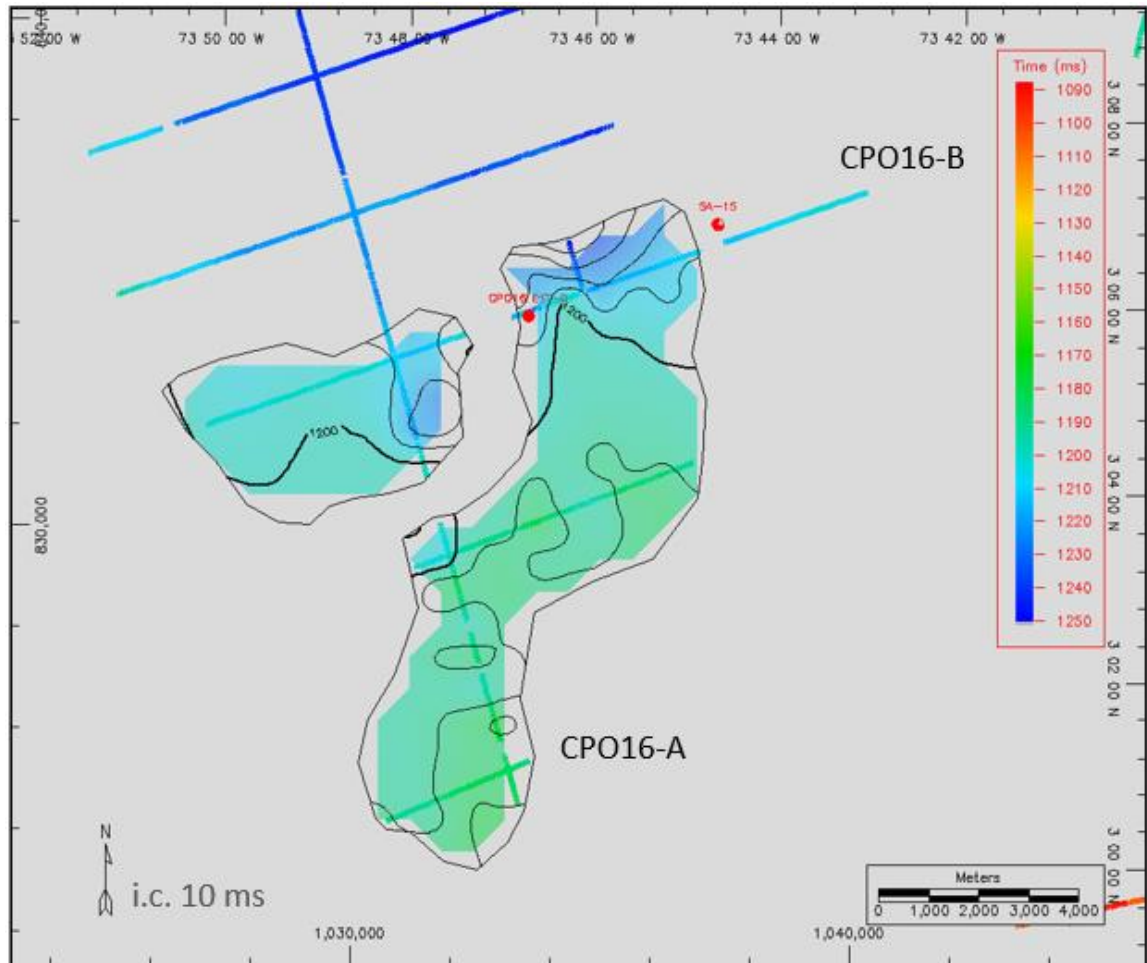 52 00 W
73 50 00 W
73 48 00 W
73 46 00 W
73 44 00 W
73 42 00 W
Time (ms)
1090
1100
1110
1120
1130
1140
1150
1160
1170
1180
1190
1200
1210
1220
1230
1240
1250
3 08 00 N
3 06 00 N
3 04 00 N
3 02 00 N
3 00 00 N
CPO16-B
SA-15
1200
1200
830,000
CPO16-A
N
i.c. 10 ms
Meters
0 1,000 2,000 3,000 4,000
1,030,000
1,040,000